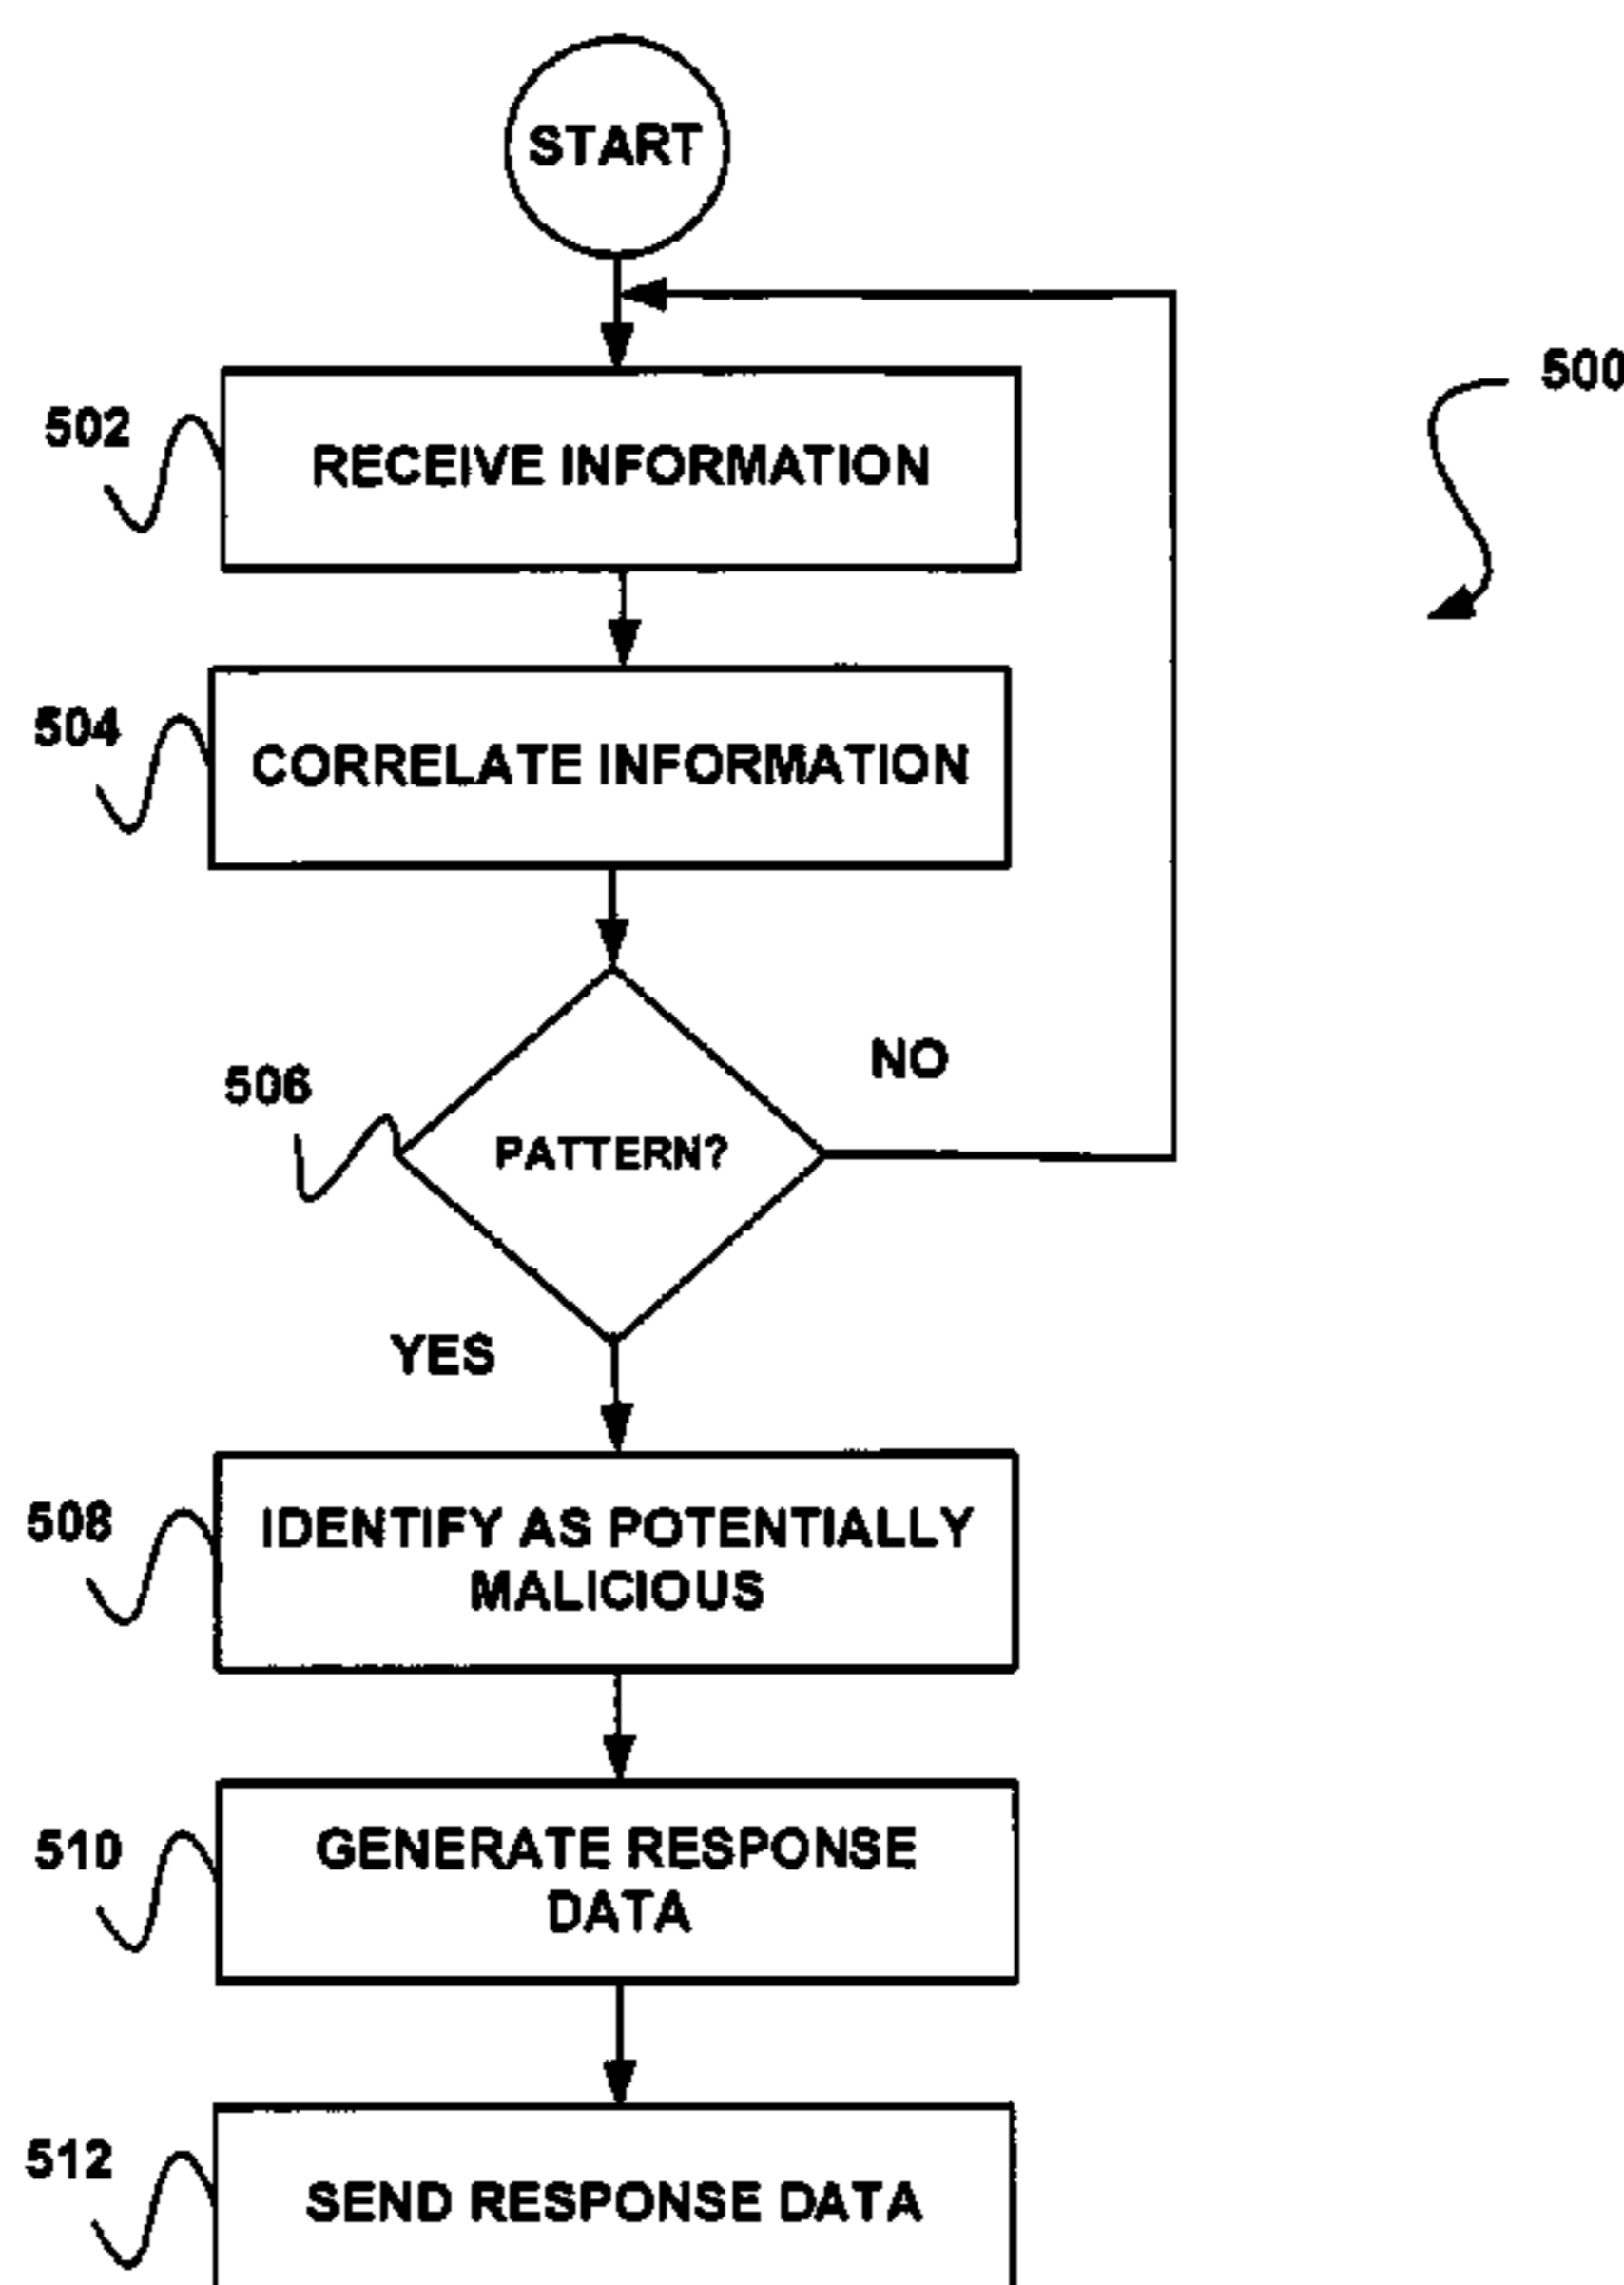 START
500
502
RECEIVE INFORMATION
504
CORRELATE INFORMATION
NO
506
PATTERN?
YES
508
IDENTIFY AS POTENTIALLY
MALICIOUS
510
GENERATE RESPONSE
DATA
512
SEND RESPONSE DATA